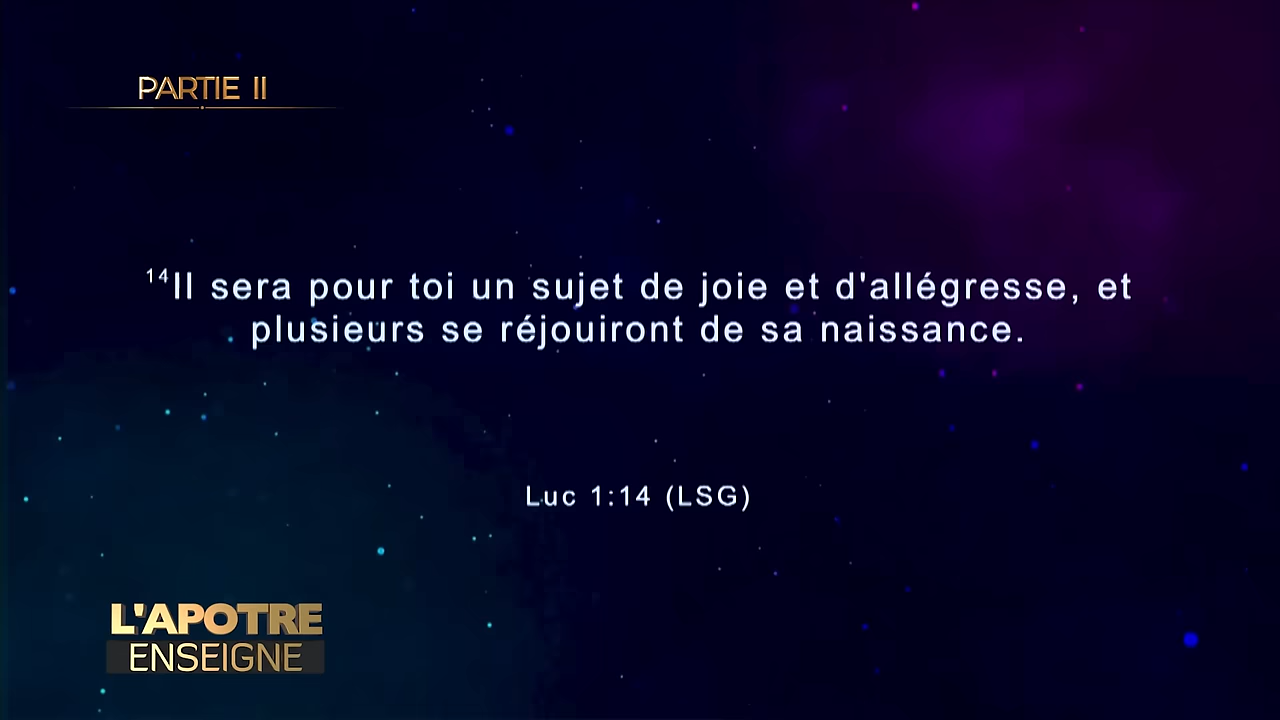 PARTIE II
14Il sera pour toi un sujet de joie et d'allégresse, et
plusieurs se réjouiront de sa naissance.
Luc 1:14 (LSG)
L'APOTRE
ENSEIGNE